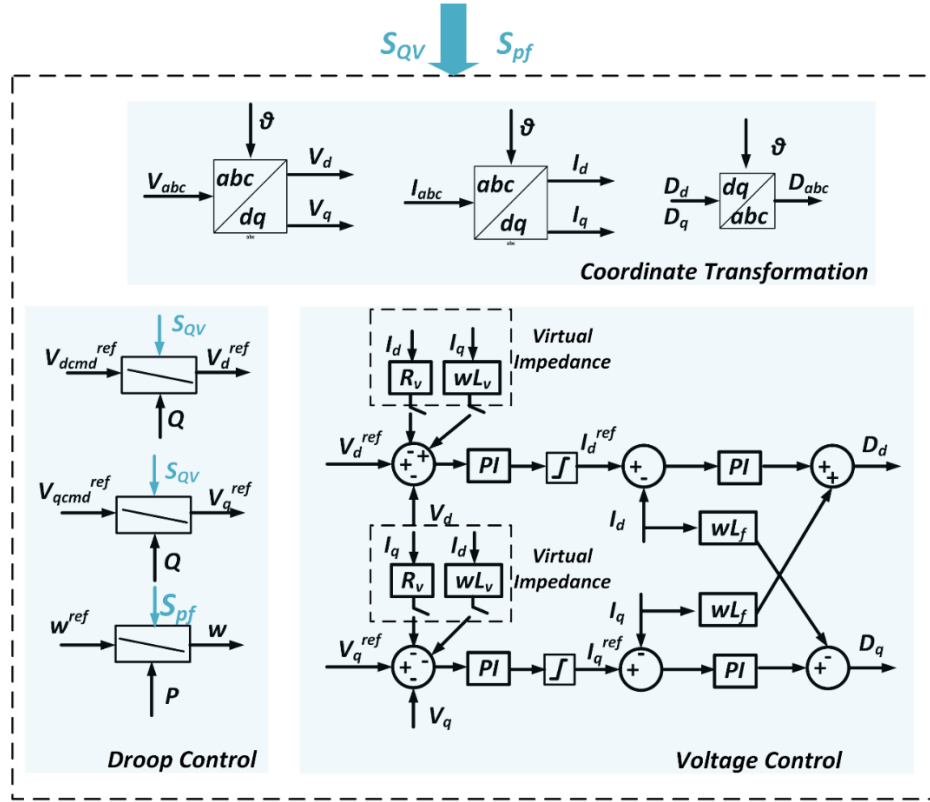 S_QV S_pf
ϑ ϑ ϑ
V_abc abc dq V_d V_q
I_abc abc dq I_d I_q
D_d D_q dq abc D_abc
Coordinate Transformation
S_QV
V_dcmd^ref V_d^ref
Q
S_QV
V_qcmd^ref V_q^ref
Q
S_pf
w^ref w
P
Droop Control
I_d I_q
Virtual
Impedance
R_v wL_v
V_d^ref + - + - PI I_d^ref + - PI + + D_d
V_d
I_d wL_f
I_q I_d
Virtual
Impedance
R_v wL_v
I_q wL_f
V_q^ref + - - - PI I_q^ref + - PI + - D_q
V_q
Voltage Control